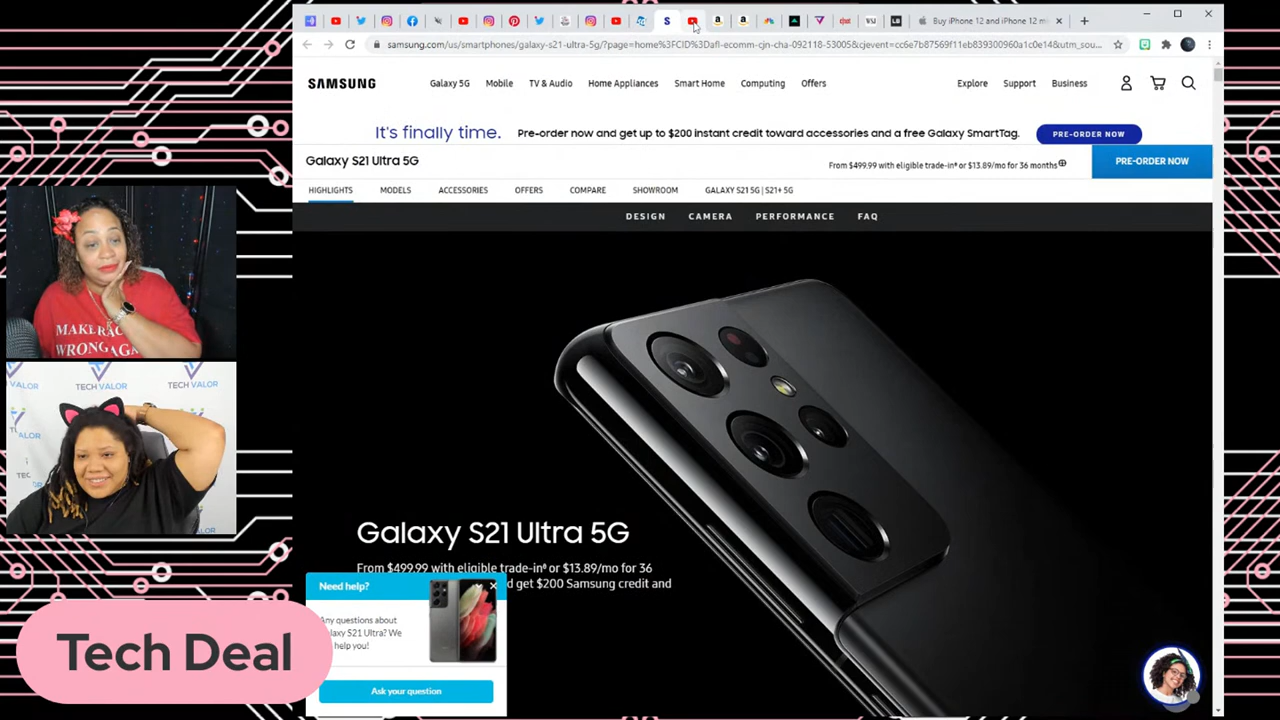 Buy iPhone 12 and iPhone 12 mi
samsung.com/us/smartphones/galaxy-s21-ultra-5g/?page=home%3FCID%3Dafl-ecomm-cjn-cha-092118-53005&cjevent=cc6e7b87569f11eb839300960a1c0e14&utm_sou...
SAMSUNG Galaxy 5G Mobile TV & Audio Home Appliances Smart Home Computing Offers Explore Support Business
It's finally time. Pre-order now and get up to $200 instant credit toward accessories and a free Galaxy SmartTag. PRE-ORDER NOW
Galaxy S21 Ultra 5G From $499.99 with eligible trade-in° or $13.89/mo for 36 months PRE-ORDER NOW
HIGHLIGHTS MODELS ACCESSORIES OFFERS COMPARE SHOWROOM GALAXY S21 5G | S21+ 5G
DESIGN CAMERA PERFORMANCE FAQ
MAKE RAC
WRONG AGA
TECH VALOR
TECH VALOR
Galaxy S21 Ultra 5G
From $499.99 with eligible trade-in° or $13.89/mo for 36
d get $200 Samsung credit and
Need help?
Any questions about
laxy S21 Ultra? We
help you!
Ask your question
Tech Deal